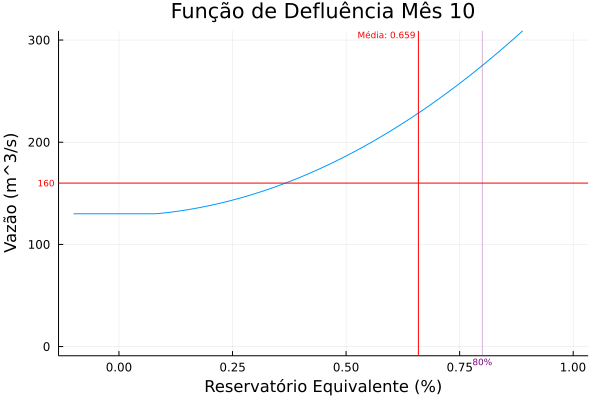 Função de Defluência Mês 10
Média: 0.659
300
200
160
100
0
Vazão (m^3/s)
0.00
0.25
0.50
0.75
80%
1.00
Reservatório Equivalente (%)